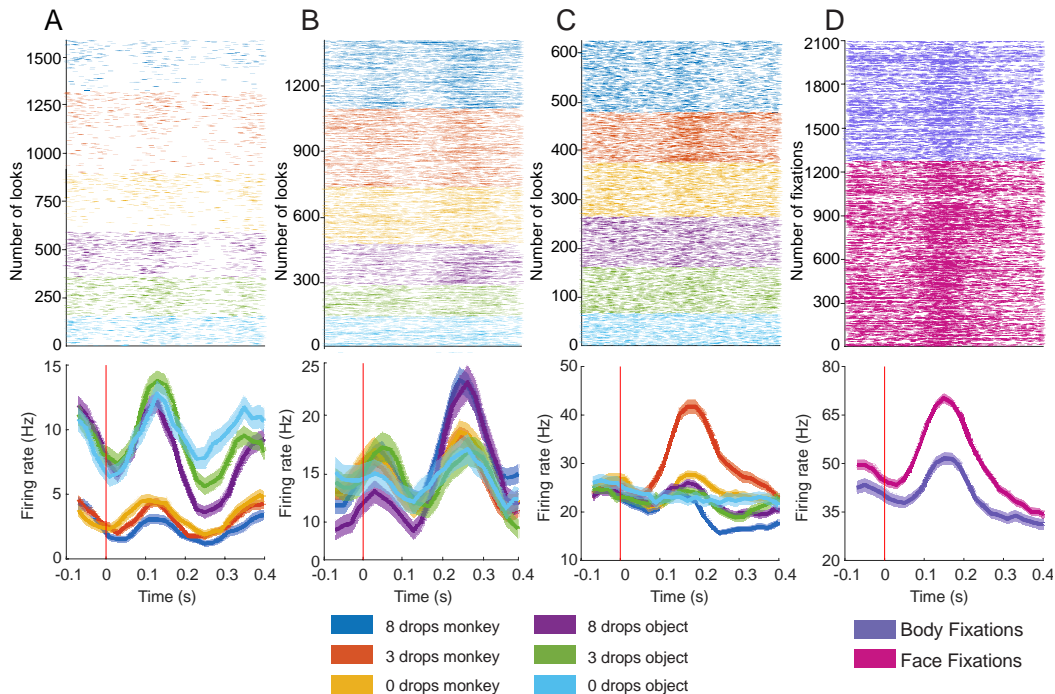 A
B
C
D
Number of looks
1500
1250
1000
750
500
250
0
Number of looks
1200
900
600
300
0
Number of looks
600
500
400
300
200
100
0
Number of fixations
2100
1800
1500
1200
900
600
300
0
Firing rate (Hz)
15
10
5
0
-0.1 0 0.1 0.2 0.3 0.4
Time (s)
Firing rate (Hz)
25
20
15
10
0
-0.1 0 0.1 0.2 0.3 0.4
Time (s)
Firing rate (Hz)
50
40
30
20
10
-0.1 0 0.1 0.2 0.3 0.4
Time (s)
Firing rate (Hz)
80
65
50
35
20
-0.1 0 0.1 0.2 0.3 0.4
Time (s)
8 drops monkey
3 drops monkey
0 drops monkey
8 drops object
3 drops object
0 drops object
Body Fixations
Face Fixations